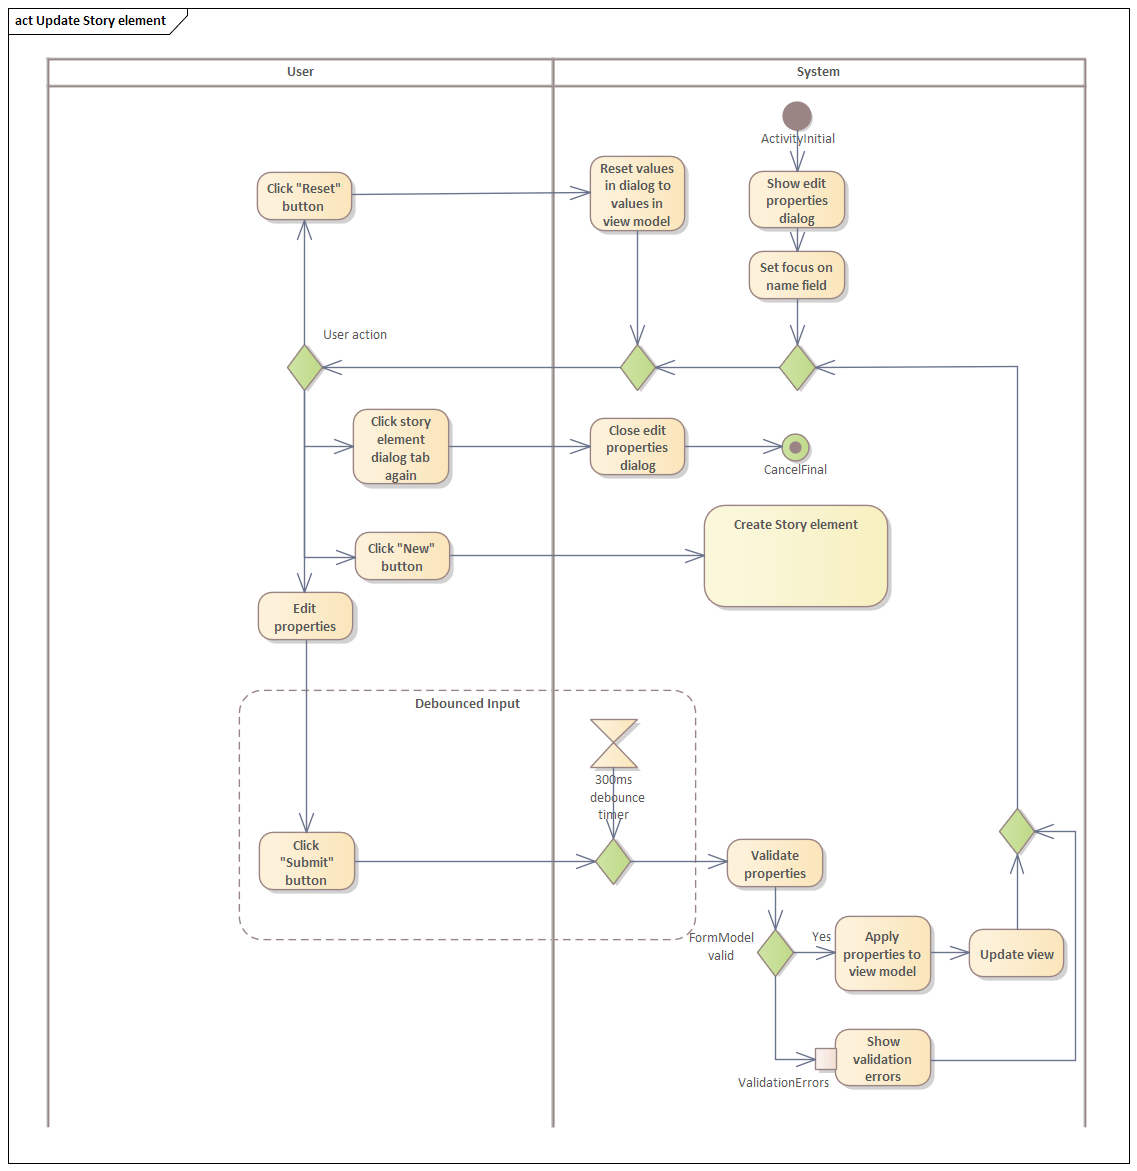 act Update Story element
User
System
ActivityInitial
Click "Reset"
button
Reset values
in dialog to
values in
view model
Show edit
properties
dialog
Set focus on
name field
User action
Click story
element
dialog tab
again
Close edit
properties
dialog
CancelFinal
Click "New"
button
Create Story element
Edit
properties
Debounced Input
300ms
debounce
timer
Click
"Submit"
button
Validate
properties
FormModel
valid
Yes
Apply
properties to
view model
Update view
Show
validation
errors
ValidationErrors